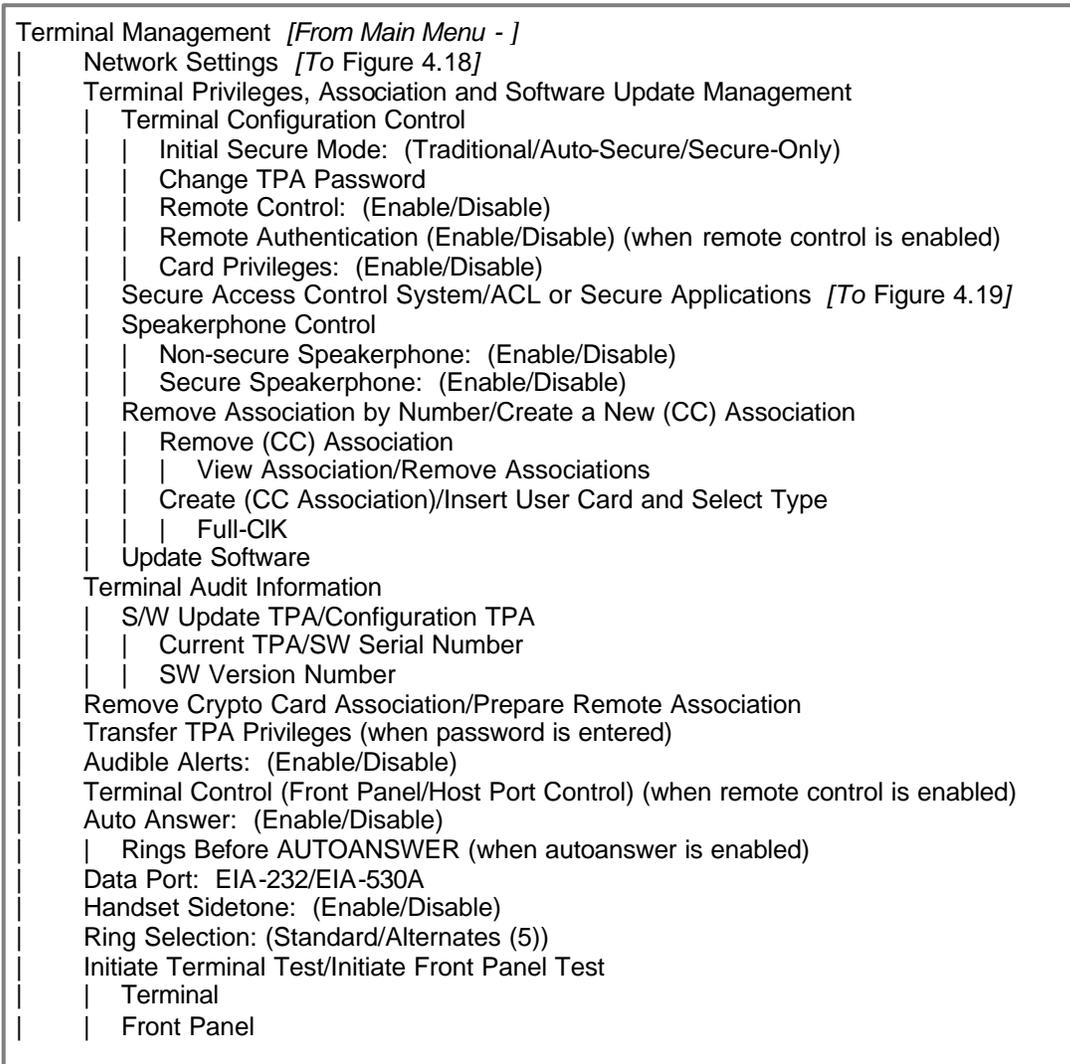 Terminal Management [From Main Menu - ]
| Network Settings [To Figure 4.18]
| Terminal Privileges, Association and Software Update Management
| | Terminal Configuration Control
| | | Initial Secure Mode: (Traditional/Auto-Secure/Secure-Only)
| | | Change TPA Password
| | | Remote Control: (Enable/Disable)
| | Remote Authentication (Enable/Disable) (when remote control is enabled)
| | | Card Privileges: (Enable/Disable)
| | Secure Access Control System/ACL or Secure Applications [To Figure 4.19]
| | Speakerphone Control
| | | Non-secure Speakerphone: (Enable/Disable)
| | | Secure Speakerphone: (Enable/Disable)
| | Remove Association by Number/Create a New (CC) Association
| | | Remove (CC) Association
| | | | View Association/Remove Associations
| | | Create (CC Association)/Insert User Card and Select Type
| | | | Full-CIK
| | Update Software
| Terminal Audit Information
| | S/W Update TPA/Configuration TPA
| | | Current TPA/SW Serial Number
| | | SW Version Number
| Remove Crypto Card Association/Prepare Remote Association
| Transfer TPA Privileges (when password is entered)
| Audible Alerts: (Enable/Disable)
| Terminal Control (Front Panel/Host Port Control) (when remote control is enabled)
| Auto Answer: (Enable/Disable)
| | Rings Before AUTOANSWER (when autoanswer is enabled)
| Data Port: EIA-232/EIA-530A
| Handset Sidetone: (Enable/Disable)
| Ring Selection: (Standard/Alternates (5))
| Initiate Terminal Test/Initiate Front Panel Test
| | Terminal
| | Front Panel